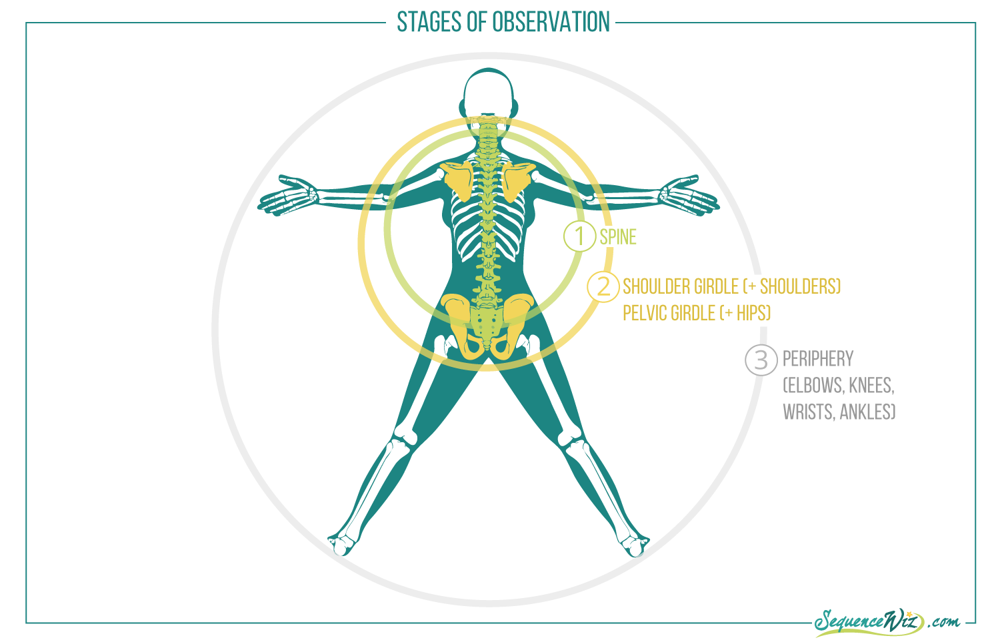 STAGES OF OBSERVATION
1 SPINE
2 SHOULDER GIRDLE (+ SHOULDERS)
PELVIC GIRDLE (+ HIPS)
3 PERIPHERY
(ELBOWS, KNEES,
WRISTS, ANKLES)
SequenceWiz.com